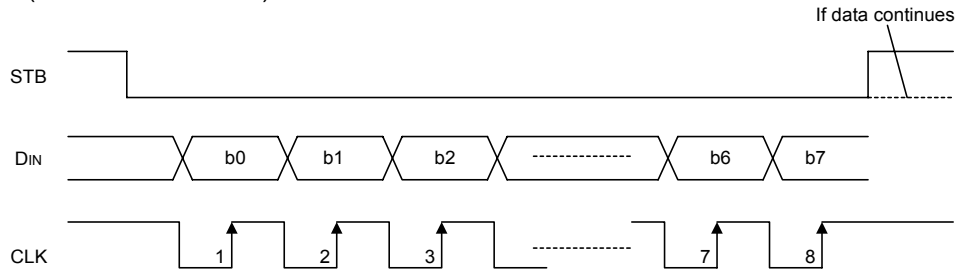 If data continues
STB
DIN
b0 b1 b2 b6 b7
CLK
1 2 3 7 8